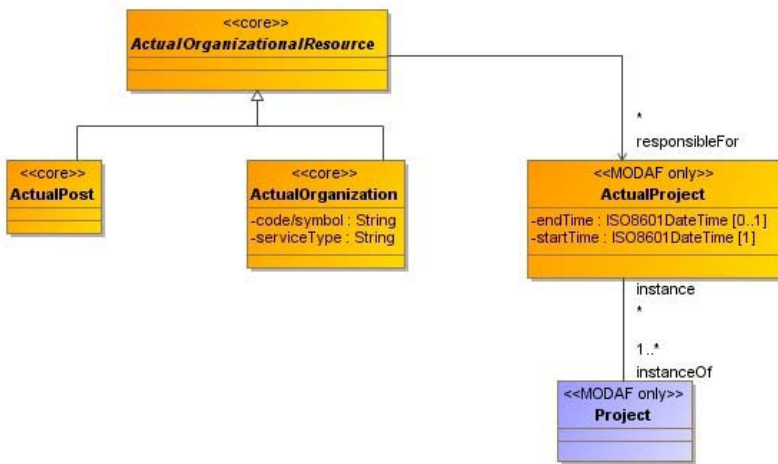 <<core>>
ActualOrganizationalResource
*
responsibleFor
<<core>>
ActualPost
<<core>>
ActualOrganization
-code/symbol : String
-serviceType : String
<<MODAF only>>
ActualProject
-endTime : ISO8601DateTime [0..1]
-startTime : ISO8601DateTime [1]
instance
*
1..*
instanceOf
<<MODAF only>>
Project